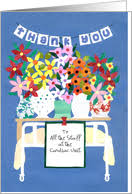 THANK YOU
To
All the Staff
at the
Cardiac Unit